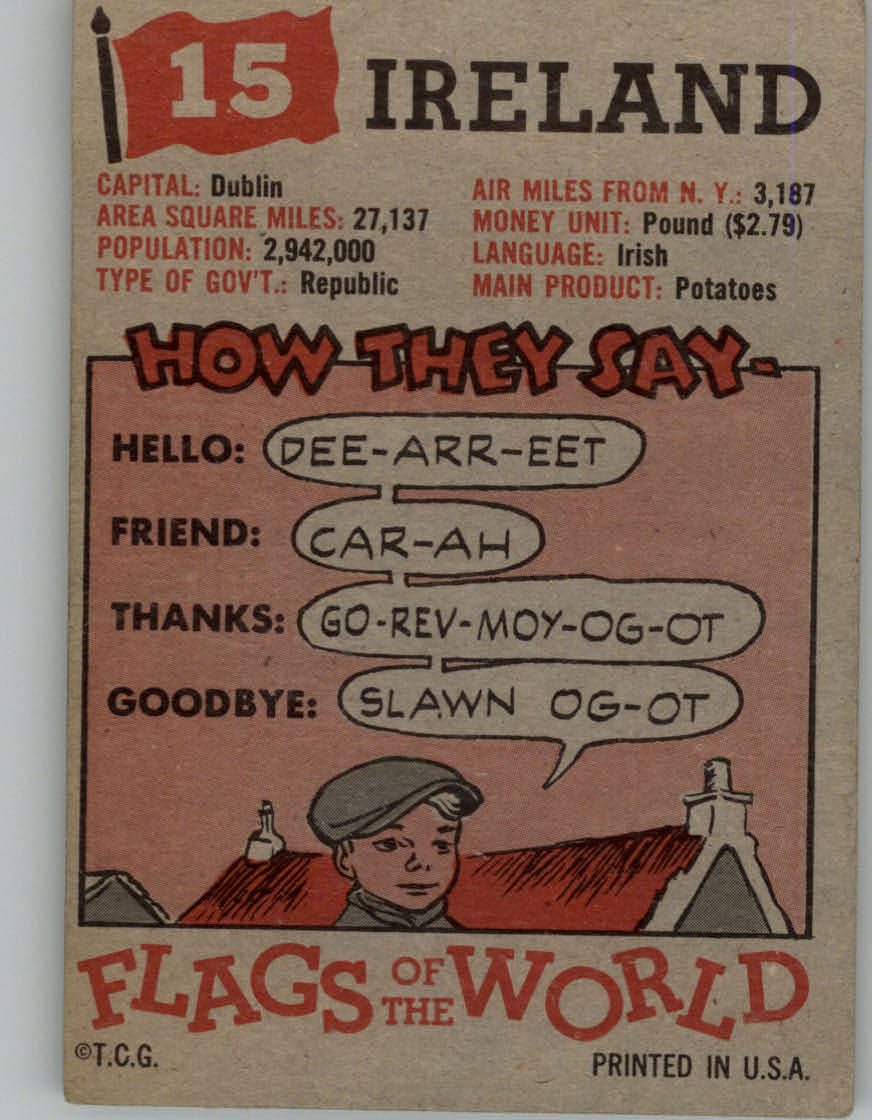 15 IRELAND
CAPITAL: Dublin
AREA SQUARE MILES: 27,137
POPULATION: 2,942,000
TYPE OF GOV'T.: Republic
AIR MILES FROM N. Y.: 3,187
MONEY UNIT: Pound ($2.79)
LANGUAGE: Irish
MAIN PRODUCT: Potatoes
HOW THEY SAY-
HELLO: DEE-ARR-EET
FRIEND: CAR-AH
THANKS: GO-REV-MOY-OG-OT
GOODBYE: SLAWN OG-OT
FLAGS OF THE WORLD
©T.C.G.
PRINTED IN U.S.A.